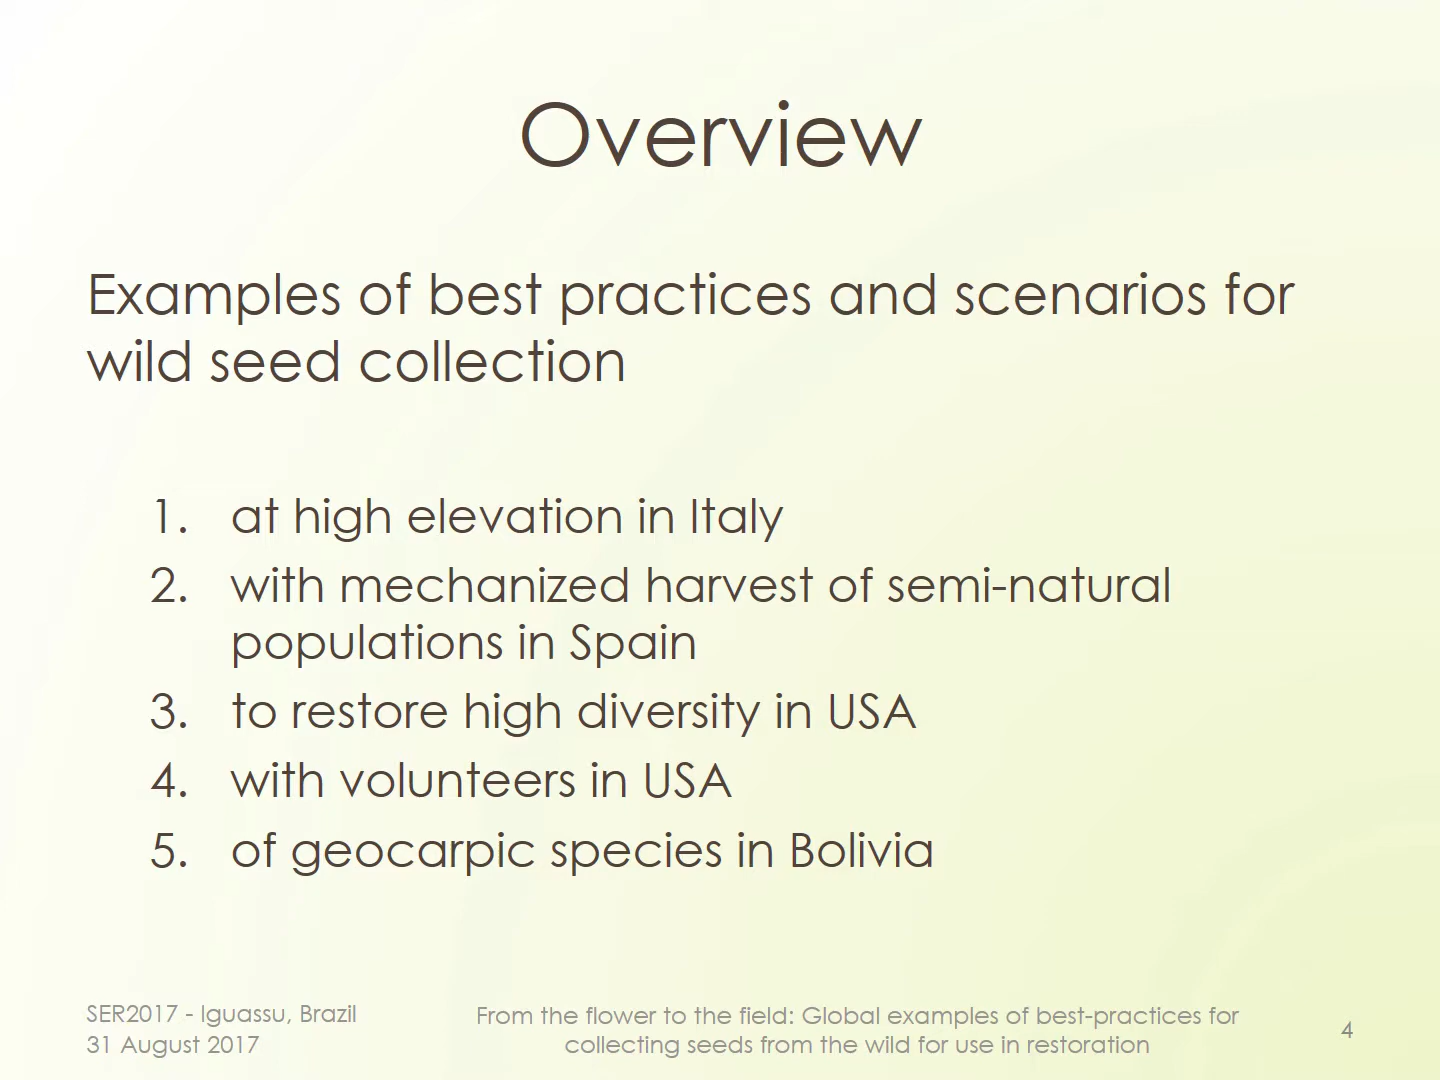 Overview
Examples of best practices and scenarios for
wild seed collection
1. at high elevation in Italy
2. with mechanized harvest of semi-natural
populations in Spain
3. to restore high diversity in USA
4. with volunteers in USA
5. of geocarpic species in Bolivia
SER2017 - Iguassu, Brazil
31 August 2017
From the flower to the field: Global examples of best-practices for
collecting seeds from the wild for use in restoration
4